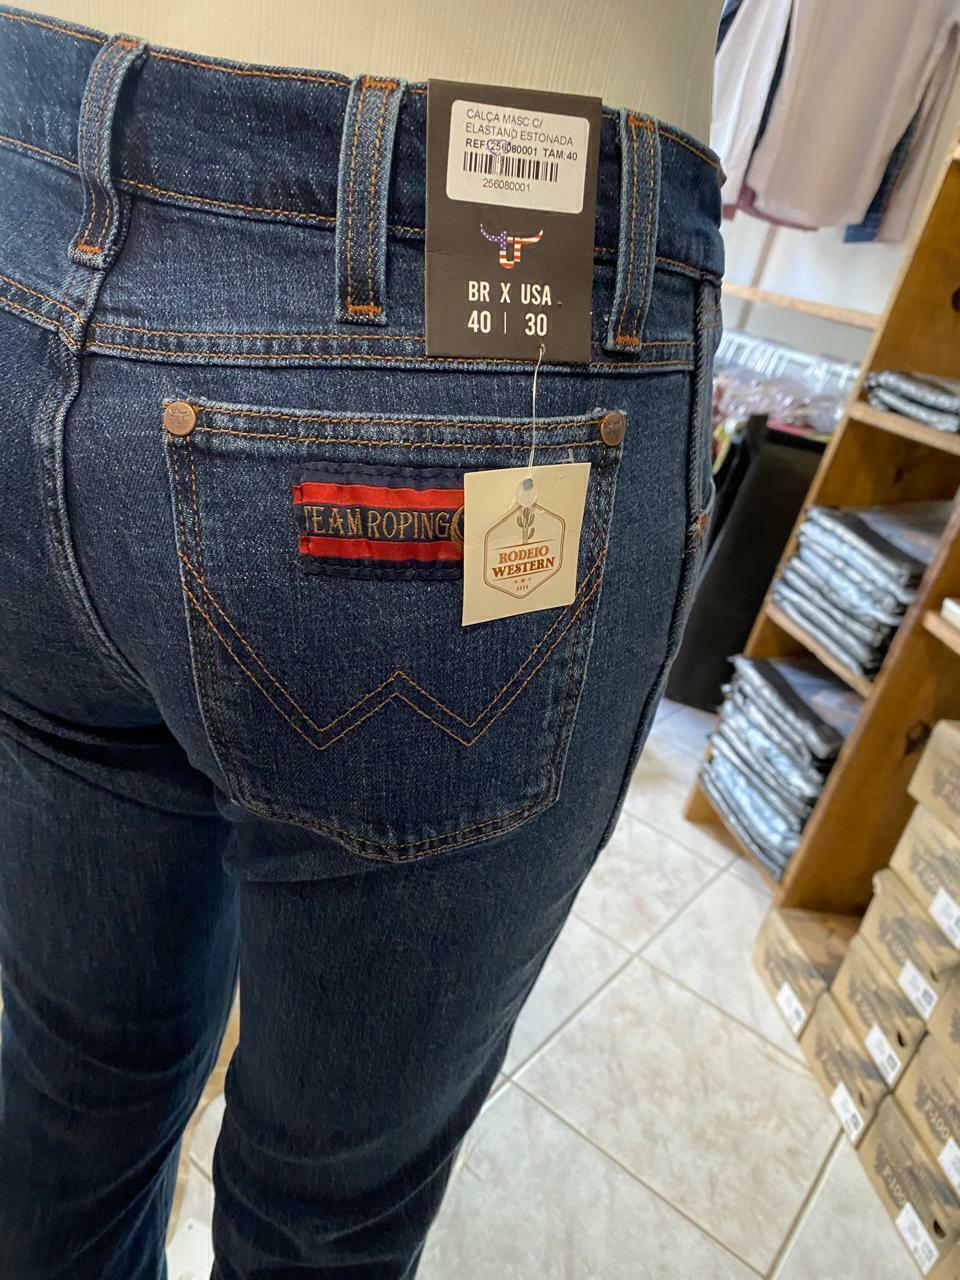 CALÇA MASC C/
ELASTANO ESTONADA
REF: 256080001 TAM:40
256080001
BR X USA
40 | 30
TEAM ROPING
RODEIO
WESTERN